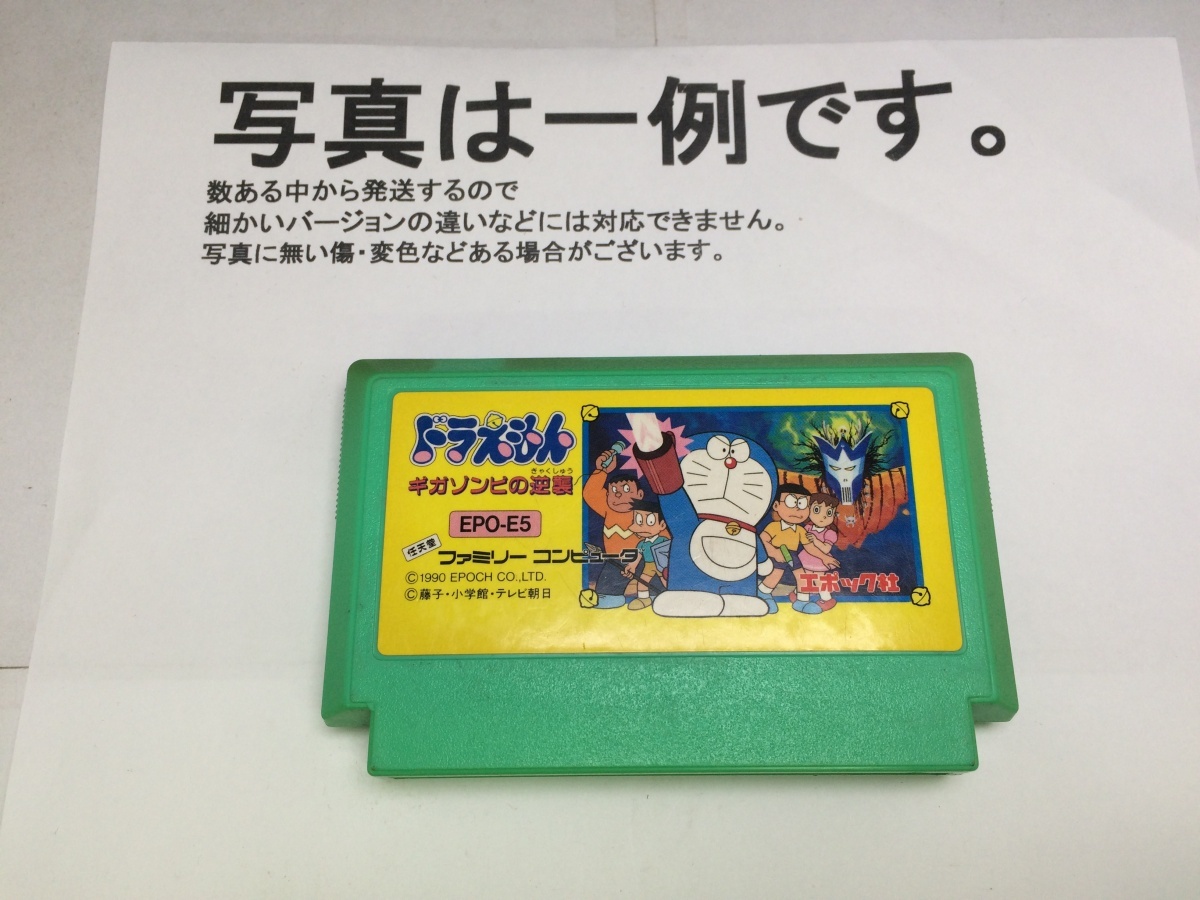 写真は一例です。
数ある中から発送するので
細かいバージョンの違いなどには対応できません。
写真に無い傷・変色などある場合がございます。
ドラえもん
きゃくしゅう
ギガゾンビの逆襲
EPO-E5
任天堂
ファミリー コンピュータ
©1990 EPOCH CO.,LTD.
©藤子・小学館・テレビ朝日
エポック社